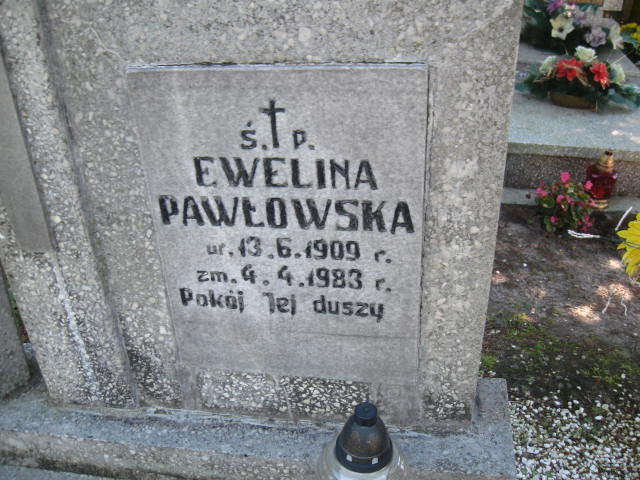 ś. † p.
EWELINA
PAWŁOWSKA
ur. 13.6.1909 r.
zm. 4.4.1983 r.
Pokój Jej duszy